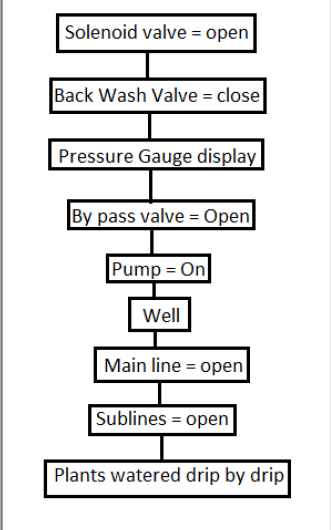 Solenoid valve = open
Back Wash Valve = close
Pressure Gauge display
By pass valve = Open
Pump = On
Well
Main line = open
Sublines = open
Plants watered drip by drip